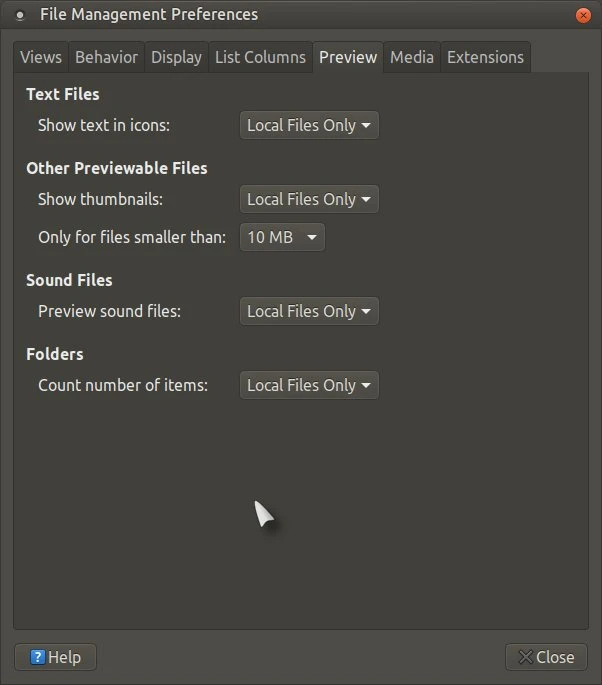 File Management Preferences
Views Behavior Display List Columns Preview Media Extensions
Text Files
Show text in icons: Local Files Only
Other Previewable Files
Show thumbnails: Local Files Only
Only for files smaller than: 10 MB
Sound Files
Preview sound files: Local Files Only
Folders
Count number of items: Local Files Only
? Help Close